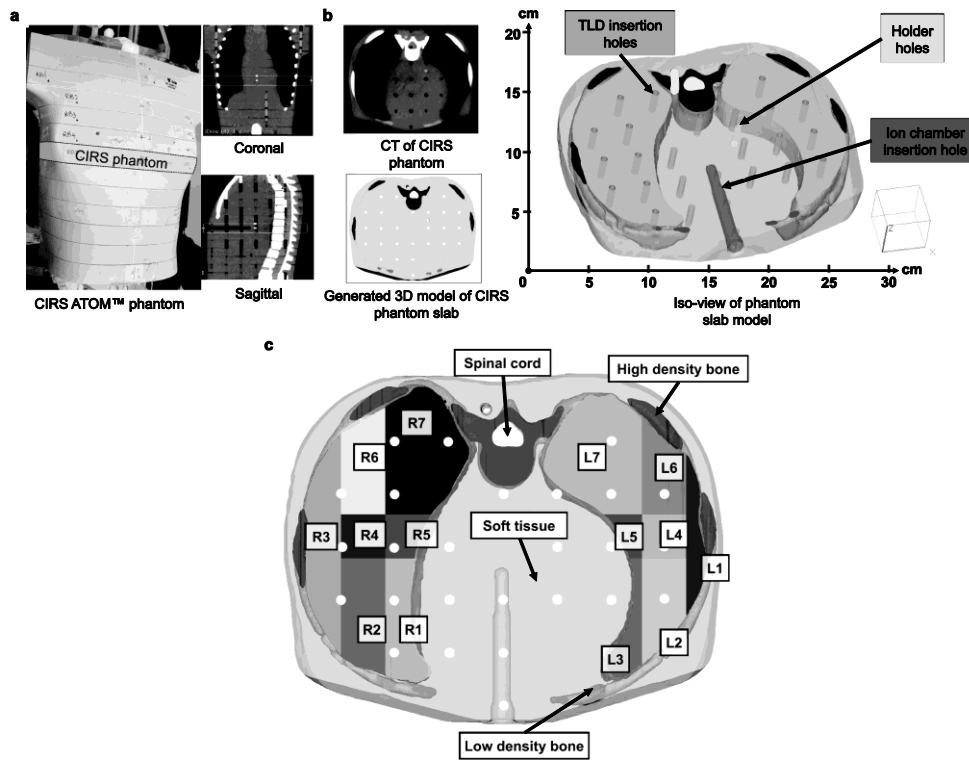 a
CIRS phantom
CIRS ATOM™ phantom
Coronal
Sagittal
b
CT of CIRS
phantom
Generated 3D model of CIRS
phantom slab
cm
20
15
10
5
0
5
10
15
20
25
30
cm
TLD insertion
holes
Holder
holes
Ion chamber
insertion hole
Z
X
Iso-view of phantom
slab model
c
Spinal cord
High density bone
R7
R6
L7
L6
Soft tissue
R3
R4
R5
L5
L4
L1
R2
R1
L2
L3
Low density bone